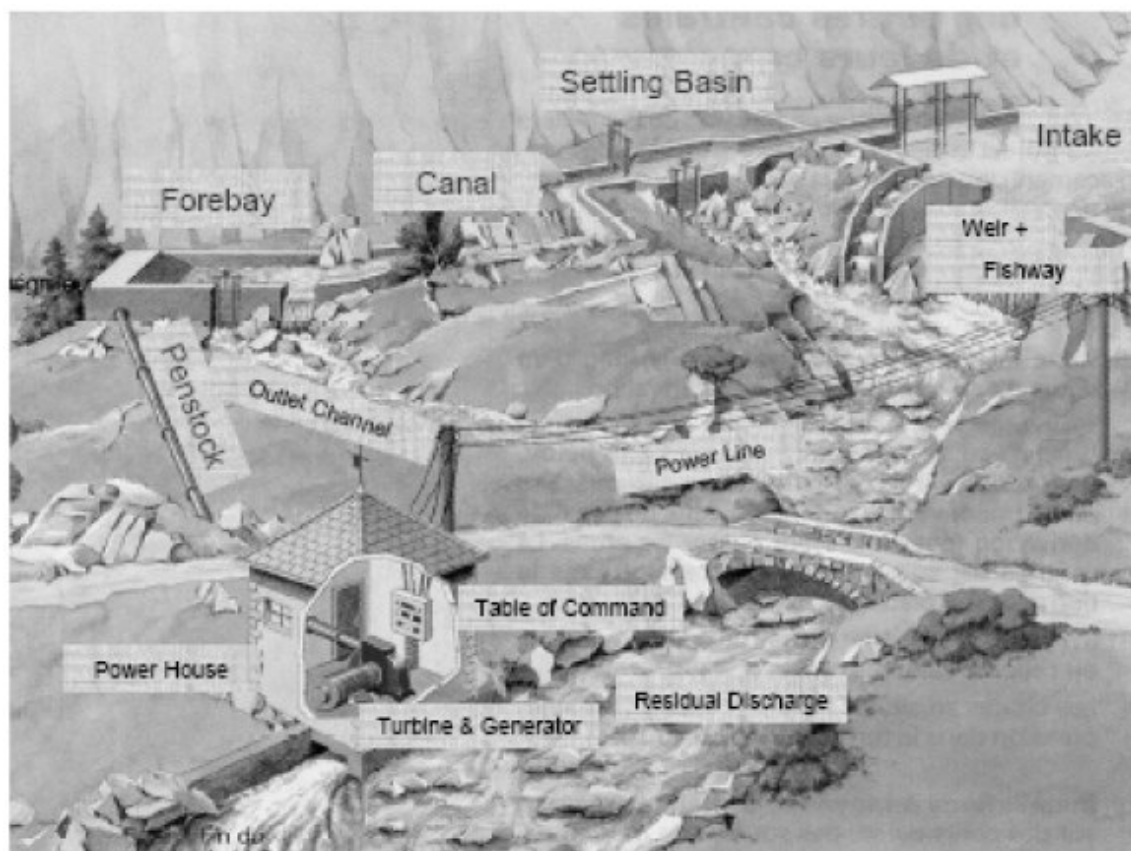 Settling Basin
Intake
Canal
Forebay
Weir +
Fishway
Penstock
Outlet Channel
Power Line
Table of Command
Power House
Residual Discharge
Turbine & Generator